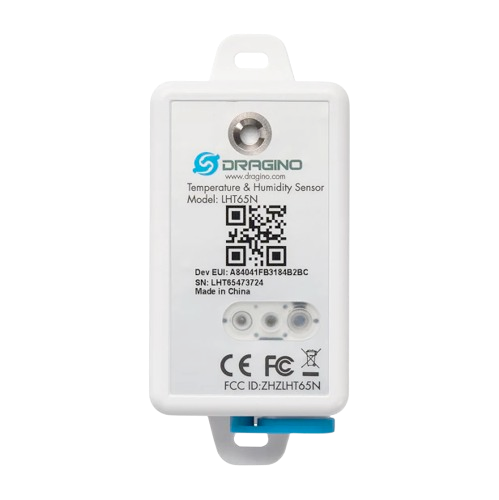 DRAGINO
www.dragino.com
Temperature & Humidity Sensor
Model: LHT65N
Dev EUI: A84041FB3184B2BC
SN: LHT65473724
Made in China
CE FC
FCC ID:ZHZLHT65N